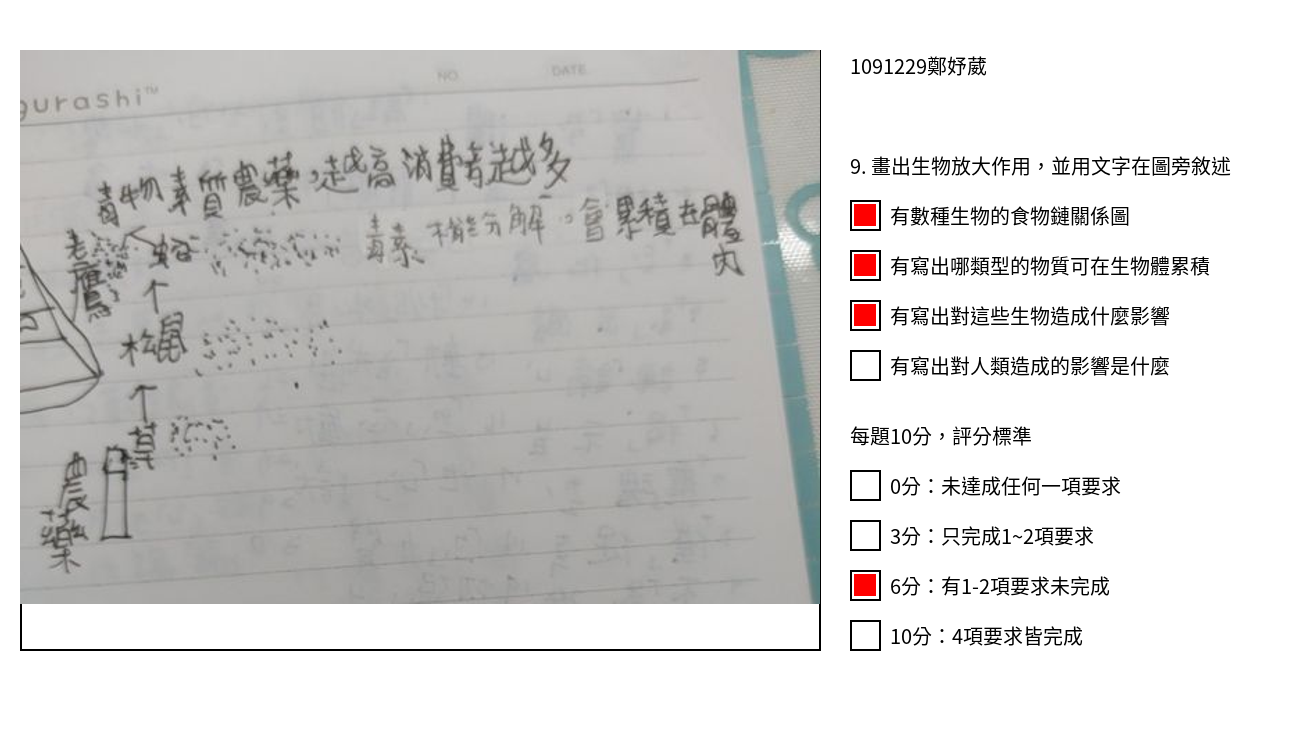 NO.
DATE
gurashi™
毒物素質農藥,越高消費者越多
毒素不能分解。會累積在體
內
老鷹
蛇
↑
松鼠
↑
草
農藥
1091229鄭妤葳
9. 畫出生物放大作用，並用文字在圖旁敘述
有數種生物的食物鏈關係圖
有寫出哪類型的物質可在生物體累積
有寫出對這些生物造成什麼影響
有寫出對人類造成的影響是什麼
每題10分，評分標準
0分：未達成任何一項要求
3分：只完成1~2項要求
6分：有1-2項要求未完成
10分：4項要求皆完成